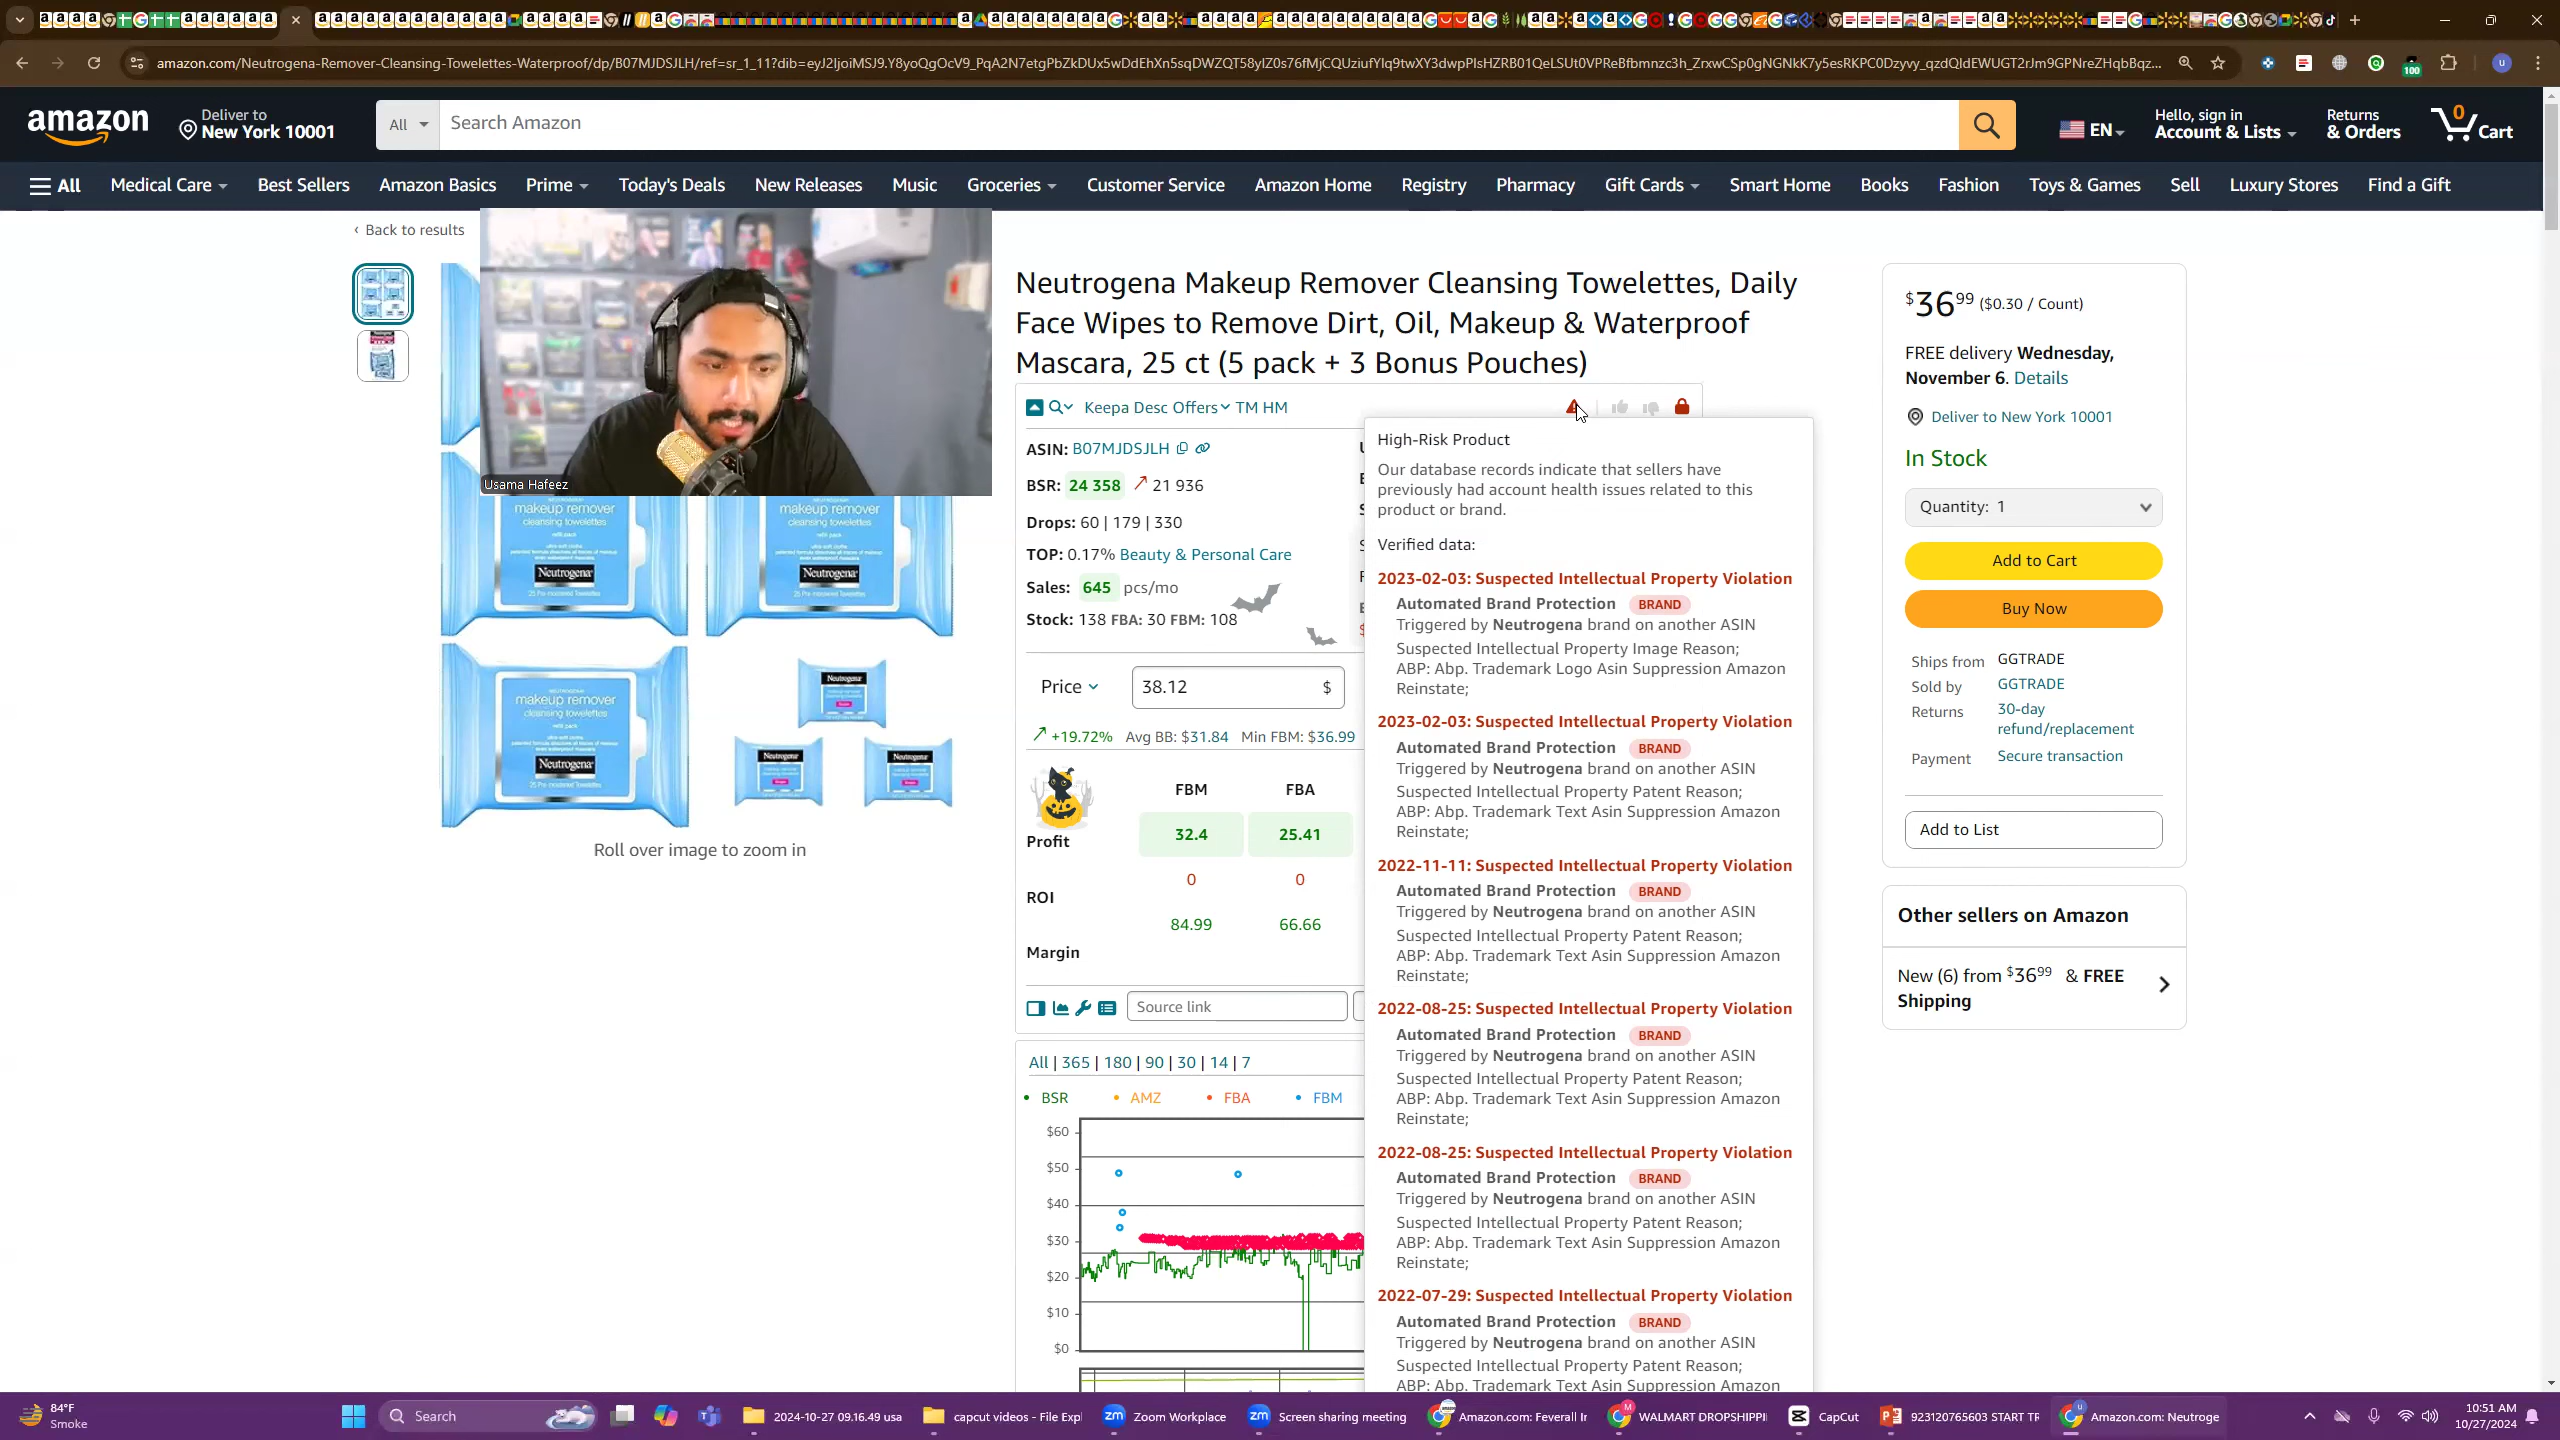 amazon.com/Neutrogena-Remover-Cleansing-Towelettes-Waterproof/dp/B07MJDSJLH/ref=sr_1_11?dib=
100
amazon
Deliver to
New York 10001
All
Search Amazon
EN
Hello, sign in
Account & Lists
Returns
& Orders
0
Cart
All
Medical Care
Best Sellers
Amazon Basics
Prime
Today's Deals
New Releases
Music
Groceries
Customer Service
Amazon Home
Registry
Pharmacy
Gift Cards
Smart Home
Books
Fashion
Toys & Games
Sell
Luxury Stores
Find a Gift
‹ Back to results
Usama Hafeez
makeup remover
cleansing towelettes
Neutrogena
makeup remover
cleansing towelettes
Neutrogena
makeup remover
cleansing towelettes
Neutrogena
Neutrogena
Neutrogena
Neutrogena
Roll over image to zoom in
Neutrogena Makeup Remover Cleansing Towelettes, Daily
Face Wipes to Remove Dirt, Oil, Makeup & Waterproof
Mascara, 25 ct (5 pack + 3 Bonus Pouches)
Keepa Desc Offers TM HM
ASIN: B07MJDSJLH
BSR: 24 358 21 936
Drops: 60 | 179 | 330
TOP: 0.17% Beauty & Personal Care
Sales: 645 pcs/mo
Stock: 138 FBA: 30 FBM: 108
Price 38.12 $
+19.72% Avg BB: $31.84 Min FBM: $36.99
FBM FBA
Profit 32.4 25.41
ROI 0 0
Margin 84.99 66.66
Source link
All | 365 | 180 | 90 | 30 | 14 | 7
BSR AMZ FBA FBM
$60
$50
$40
$30
$20
$10
$0
High-Risk Product
Our database records indicate that sellers have
previously had account health issues related to this
product or brand.
Verified data:
2023-02-03: Suspected Intellectual Property Violation
Automated Brand Protection BRAND
Triggered by Neutrogena brand on another ASIN
Suspected Intellectual Property Image Reason;
ABP: Abp. Trademark Logo Asin Suppression Amazon
Reinstate;
2023-02-03: Suspected Intellectual Property Violation
Automated Brand Protection BRAND
Triggered by Neutrogena brand on another ASIN
Suspected Intellectual Property Patent Reason;
ABP: Abp. Trademark Text Asin Suppression Amazon
Reinstate;
2022-11-11: Suspected Intellectual Property Violation
Automated Brand Protection BRAND
Triggered by Neutrogena brand on another ASIN
Suspected Intellectual Property Patent Reason;
ABP: Abp. Trademark Text Asin Suppression Amazon
Reinstate;
2022-08-25: Suspected Intellectual Property Violation
Automated Brand Protection BRAND
Triggered by Neutrogena brand on another ASIN
Suspected Intellectual Property Patent Reason;
ABP: Abp. Trademark Text Asin Suppression Amazon
Reinstate;
2022-08-25: Suspected Intellectual Property Violation
Automated Brand Protection BRAND
Triggered by Neutrogena brand on another ASIN
Suspected Intellectual Property Patent Reason;
ABP: Abp. Trademark Text Asin Suppression Amazon
Reinstate;
2022-07-29: Suspected Intellectual Property Violation
Automated Brand Protection BRAND
Triggered by Neutrogena brand on another ASIN
Suspected Intellectual Property Patent Reason;
ABP: Abp. Trademark Text Asin Suppression Amazon
$36⁹⁹ ($0.30 / Count)
FREE delivery Wednesday,
November 6. Details
Deliver to New York 10001
In Stock
Quantity: 1
Add to Cart
Buy Now
Ships from GGTRADE
Sold by GGTRADE
Returns 30-day
refund/replacement
Payment Secure transaction
Add to List
Other sellers on Amazon
New (6) from $36⁹⁹ & FREE
Shipping
84°F
Smoke
Search
2024-10-27 09.16.49 usa
capcut videos - File Expl
Zoom Workplace
Screen sharing meeting
Amazon.com: Feverall Ir
WALMART DROPSHIPPI
CapCut
923120765603 START TR
Amazon.com: Neutroge
10:51 AM
10/27/2024